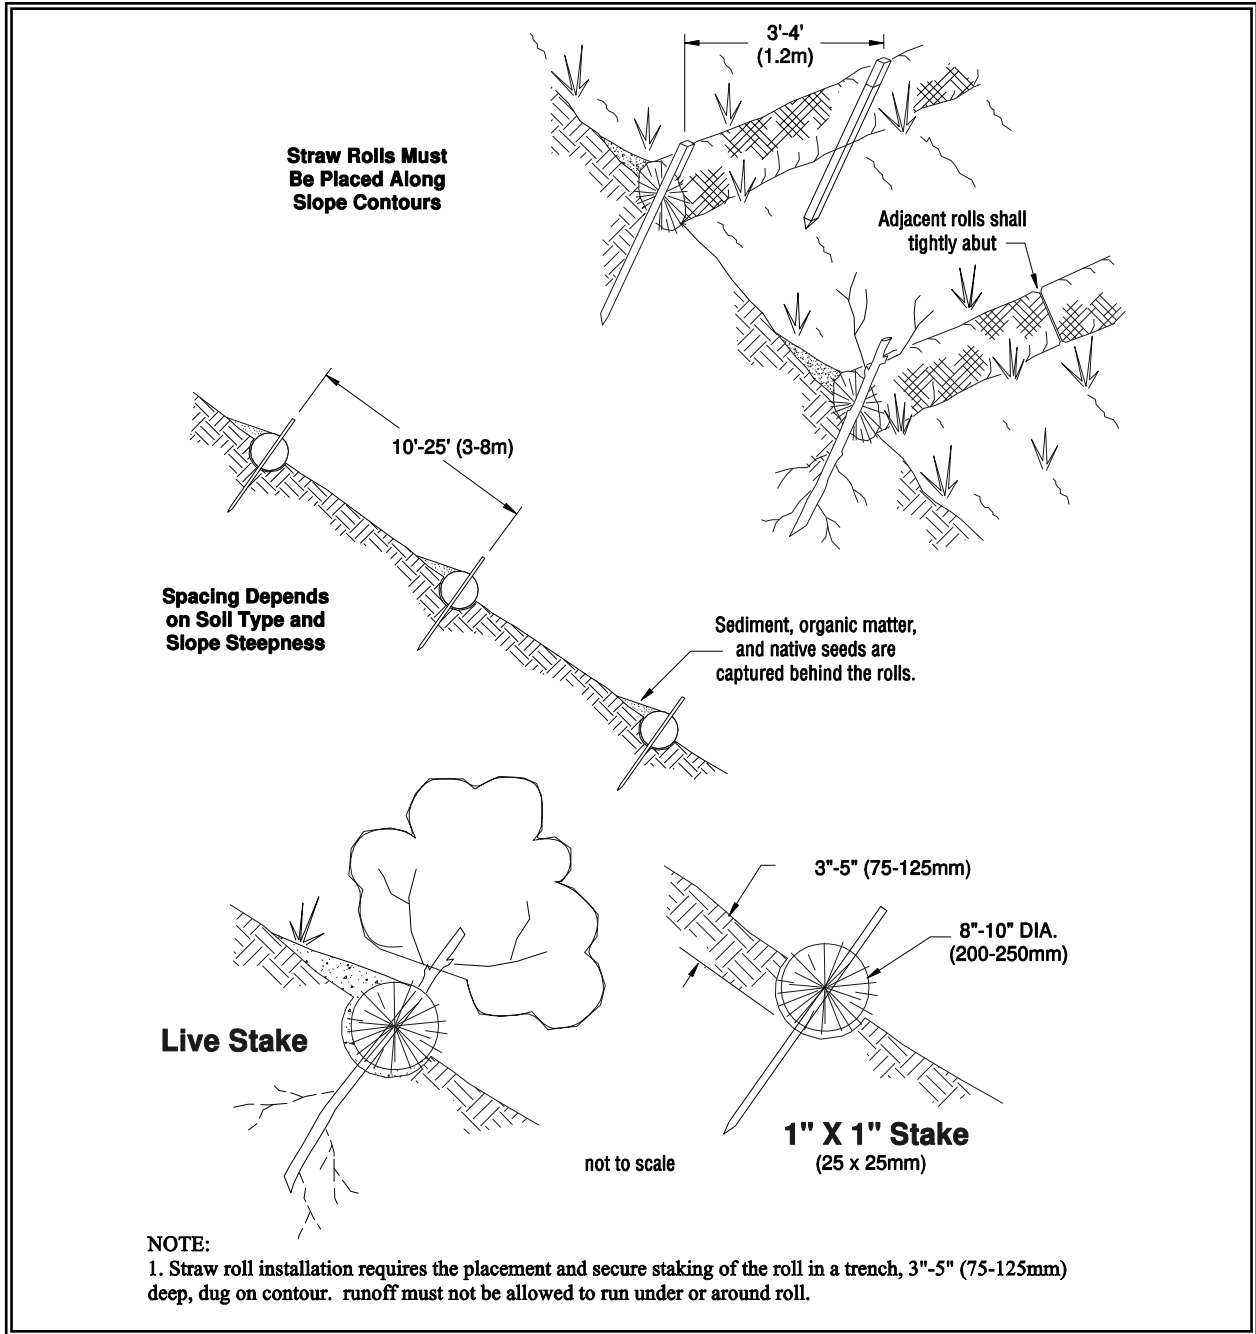 3'-4'
(1.2m)
Straw Rolls Must
Be Placed Along
Slope Contours
Adjacent rolls shall
tightly abut
10'-25' (3-8m)
Spacing Depends
on Soil Type and
Slope Steepness
Sediment, organic matter,
and native seeds are
captured behind the rolls.
3"-5" (75-125mm)
8"-10" DIA.
(200-250mm)
Live Stake
1" X 1" Stake
(25 x 25mm)
not to scale
NOTE:
1. Straw roll installation requires the placement and secure staking of the roll in a trench, 3"-5" (75-125mm)
deep, dug on contour. runoff must not be allowed to run under or around roll.